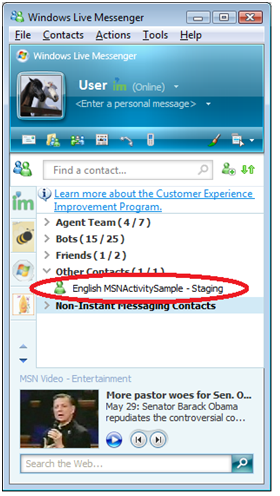 Windows Live Messenger
File Contacts Actions Tools Help
Windows Live Messenger
User im (Online)
<Enter a personal message>
Find a contact...
im
Learn more about the Customer Experience
Improvement Program.
Agent Team ( 4 / 7 )
Bots ( 15 / 25 )
Friends ( 1 / 2 )
Other Contacts ( 1 / 1 )
English MSNActivitySample - Staging
Non-Instant Messaging Contacts
MSN Video - Entertainment
More pastor woes for Sen. O...
May 29: Senator Barack Obama
repudiates the controversial co...
Search the Web...